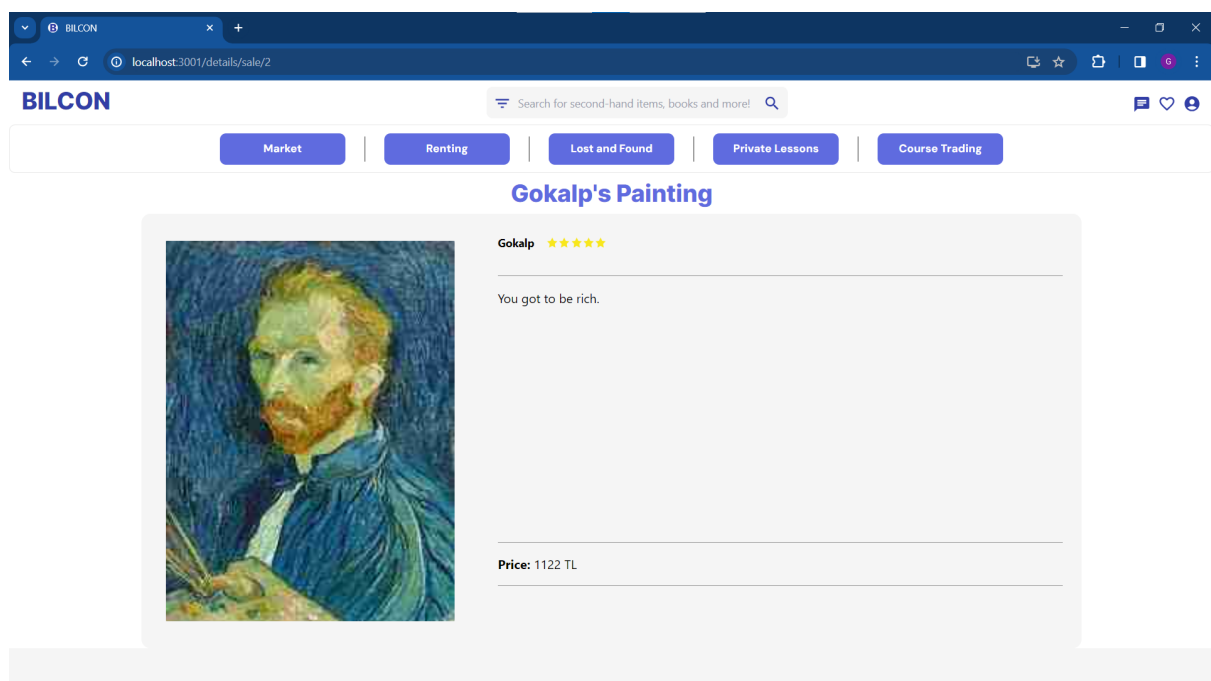 BILCON
localhost:3001/details/sale/2
G
BILCON
Search for second-hand items, books and more!
Market
Renting
Lost and Found
Private Lessons
Course Trading
Gokalp's Painting
Gokalp
You got to be rich.
Price: 1122 TL